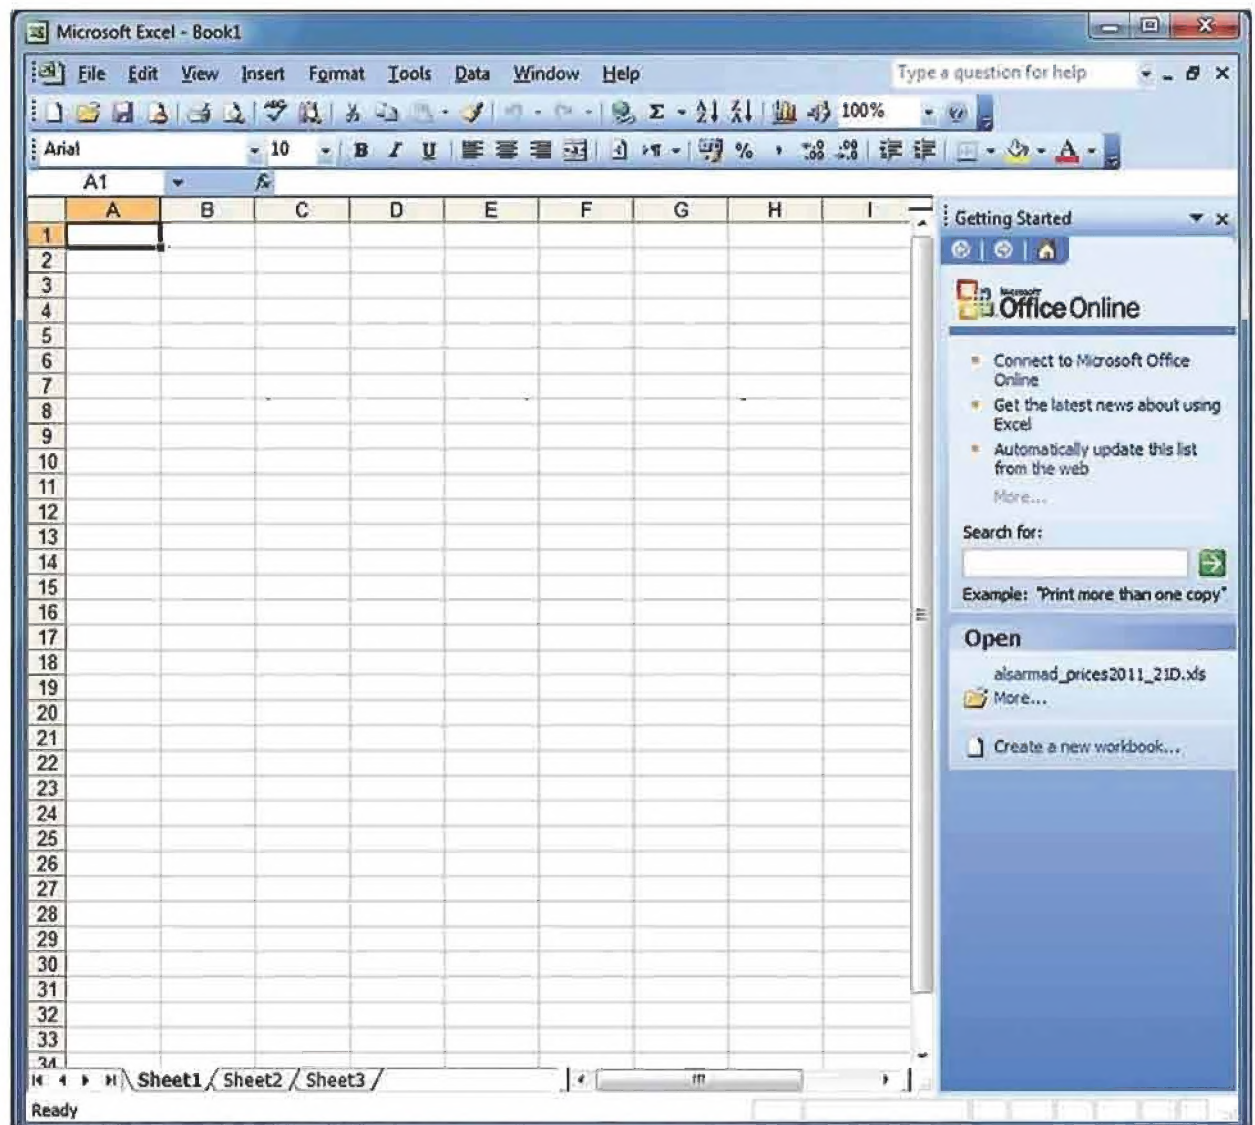 Microsoft Excel - Book1
File Edit View Insert Format Tools Data Window Help Type a question for help
100%
Arial 10 B I U %
A1 fx
A B C D E F G H I
Getting Started
1
2
3
4
5
6
7
8
9
10
11
12
13
14
15
16
17
18
19
20
21
22
23
24
25
26
27
28
29
30
31
32
33
34
Microsoft
Office Online
Connect to Microsoft Office
Online
Get the latest news about using
Excel
Automatically update this list
from the web
More...
Search for:
Example: "Print more than one copy"
Open
alsarmad_prices2011_21D.xls
More...
Create a new workbook...
Sheet1 Sheet2 Sheet3
Ready